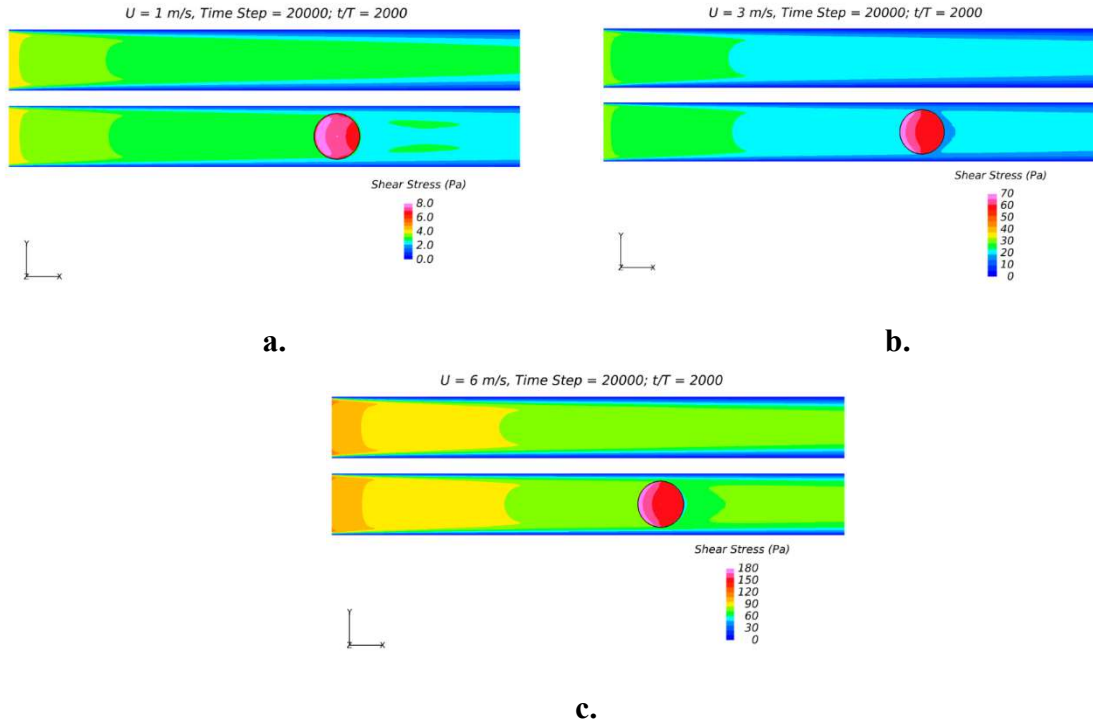 U = 1 m/s, Time Step = 20000; t/T = 2000
Shear Stress (Pa)
8.0
6.0
4.0
2.0
0.0
Y
Z X
a.
U = 3 m/s, Time Step = 20000; t/T = 2000
Shear Stress (Pa)
70
60
50
40
30
20
10
0
Y
Z X
b.
U = 6 m/s, Time Step = 20000; t/T = 2000
Shear Stress (Pa)
180
150
120
90
60
30
0
Y
Z X
c.